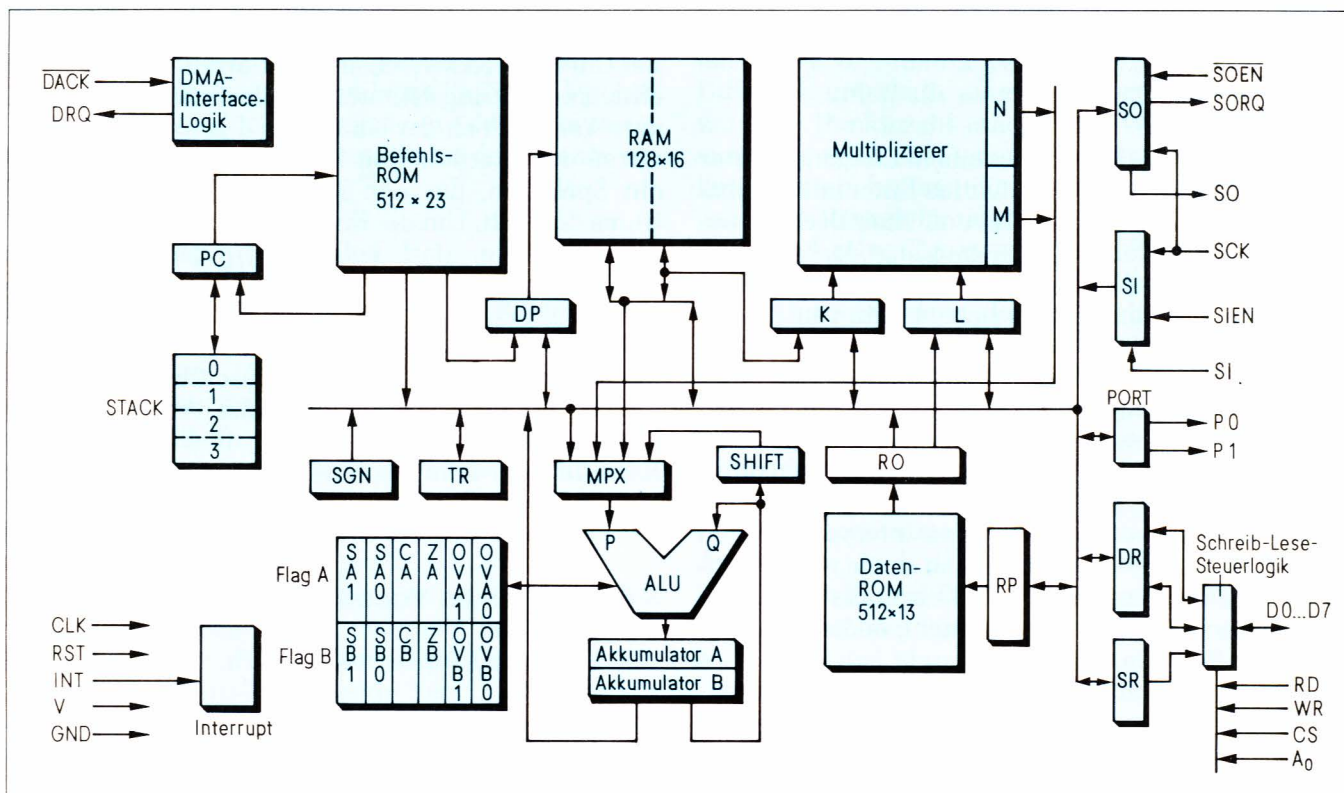 DACK
DRQ
DMA-
Interface-
Logik
Befehls-
ROM
512 × 23
PC
STACK
0
1
2
3
RAM
128×16
DP
Multiplizierer
N
M
K
L
SO
SOEN
SORQ
SO
SCK
SI
SIEN
SI
PORT
P0
P1
SGN
TR
MPX
SHIFT
RO
P
Q
ALU
Akkumulator A
Akkumulator B
Flag A
SA1
SA0
CA
ZA
OVA1
OVA0
Flag B
SB1
SB0
CB
ZB
OVB1
OVB0
Daten-
ROM
512×13
RP
DR
SR
Schreib-Lese-
Steuerlogik
D0...D7
RD
WR
CS
A0
CLK
RST
INT
V
GND
Interrupt